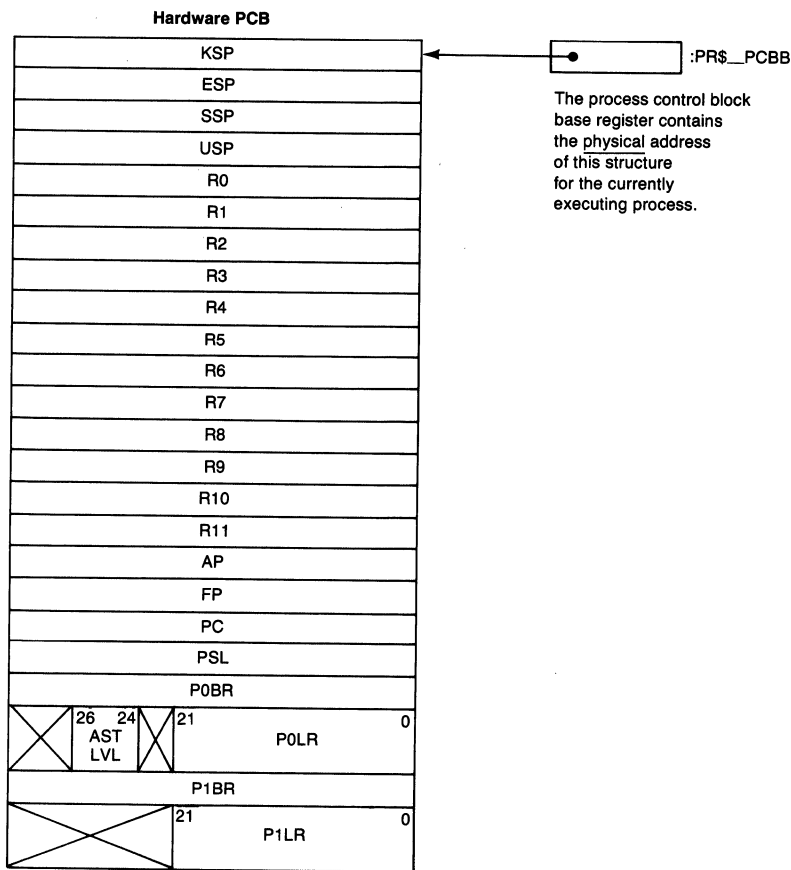 Hardware PCB
KSP
:PR$__PCBB
ESP
SSP
USP
The process control block
base register contains
the physical address
of this structure
for the currently
executing process.
R0
R1
R2
R3
R4
R5
R6
R7
R8
R9
R10
R11
AP
FP
PC
PSL
P0BR
26 24
AST
LVL
21 0
P0LR
P1BR
21 0
P1LR